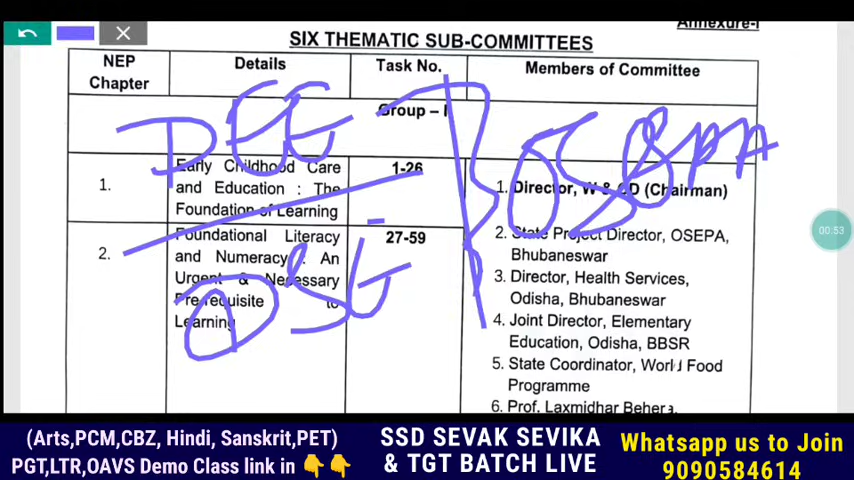 Annexure-I
SIX THEMATIC SUB-COMMITTEES
NEP Chapter
Details
Task No.
Members of Committee
Group – I
1.
Early Childhood Care
and Education : The
Foundation of Learning
1-26
1. Director, W & CD (Chairman)
2. State Project Director, OSEPA,
Bhubaneswar
3. Director, Health Services,
Odisha, Bhubaneswar
4. Joint Director, Elementary
Education, Odisha, BBSR
5. State Coordinator, World Food
Programme
6. Prof. Laxmidhar Behera,
2.
Foundational Literacy
and Numeracy : An
Urgent & Necessary
Pre-requisite to
Learning
27-59
DEE
OSEPA
DSE
00:53
(Arts,PCM,CBZ, Hindi, Sanskrit,PET)
PGT,LTR,OAVS Demo Class link in 👇👇
SSD SEVAK SEVIKA
& TGT BATCH LIVE
Whatsapp us to Join
9090584614